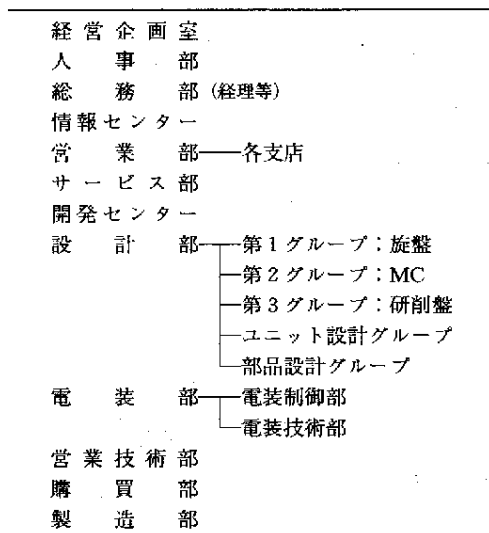 経営企画室
人事部
総務部(経理等)
情報センター
営業部──各支店
サービス部
開発センター
設計部─第1グループ:旋盤
第2グループ:MC
第3グループ:研削盤
ユニット設計グループ
部品設計グループ
電装部─電装制御部
電装技術部
営業技術部
購買部
製造部